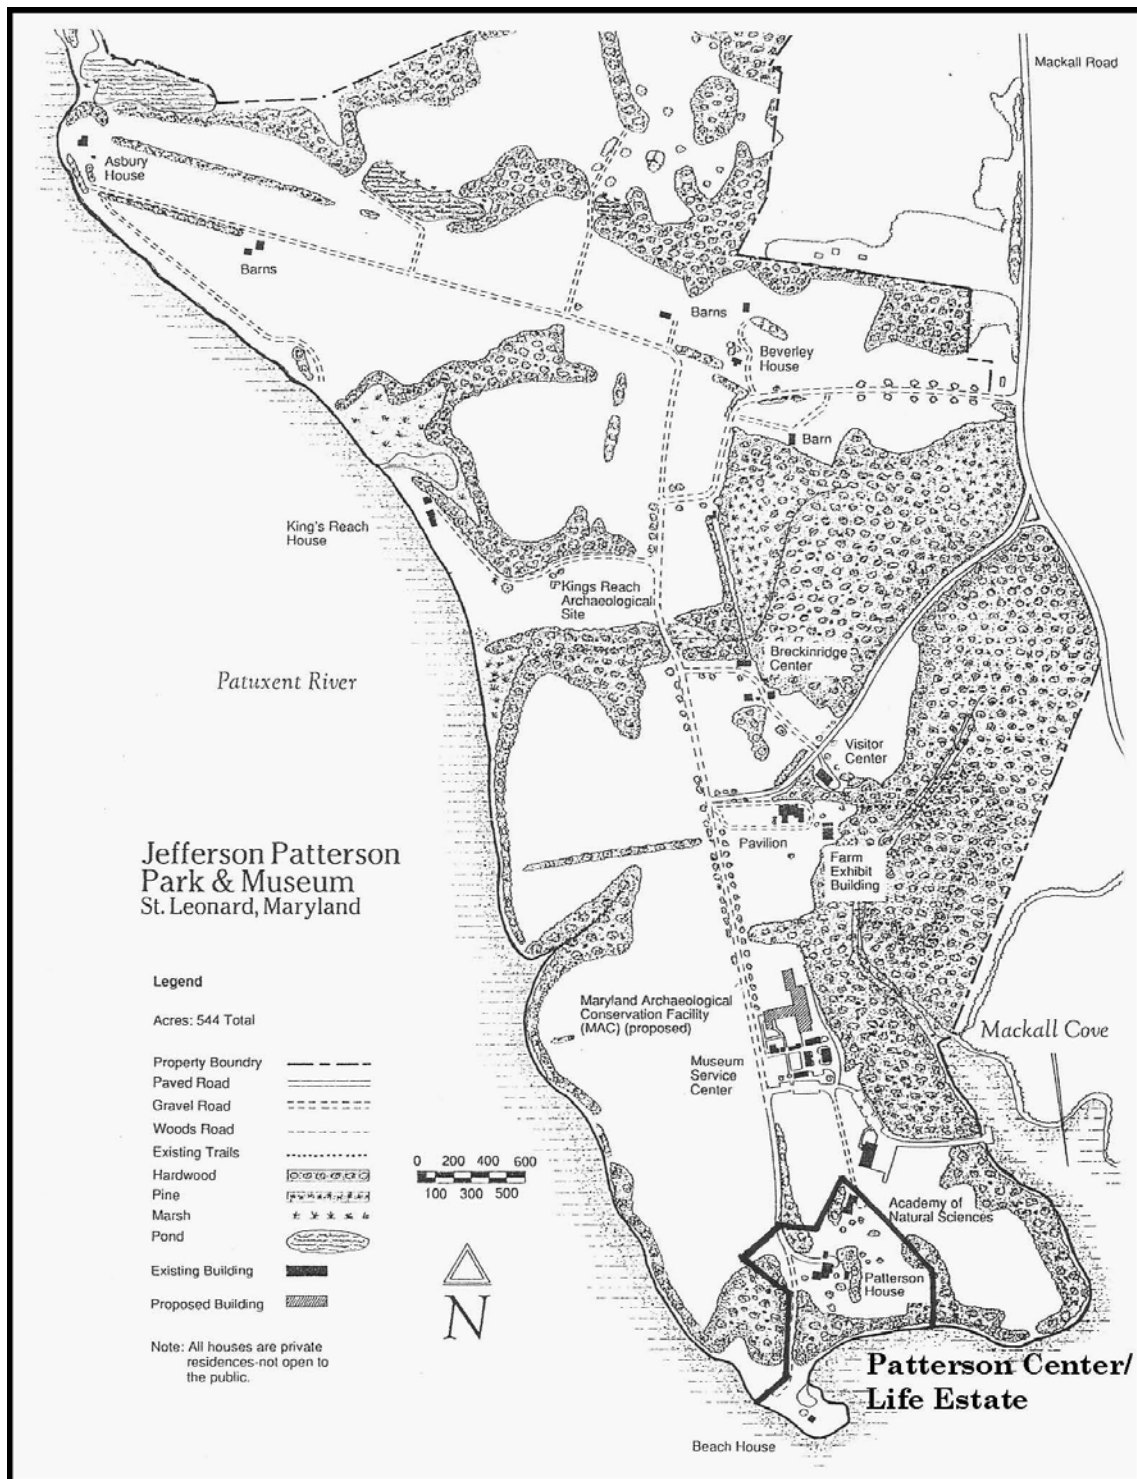 Mackall Road
Asbury
House
Barns
Barns
Beverley
House
Barn
King's Reach
House
Kings Reach
Archaeological
Site
Breckinridge
Center
Patuxent River
Visitor
Center
Pavilion
Farm
Exhibit
Building
Jefferson Patterson
Park & Museum
St. Leonard, Maryland
Legend
Acres: 544 Total
Property Boundry
Paved Road
Gravel Road
Woods Road
Existing Trails
Hardwood
Pine
Marsh
Pond
Existing Building
Proposed Building
Note: All houses are private
residences-not open to
the public.
0 200 400 600
100 300 500
N
Maryland Archaeological
Conservation Facility
(MAC) (proposed)
Mackall Cove
Museum
Service
Center
Academy of
Natural Sciences
Patterson
House
Patterson Center/
Life Estate
Beach House